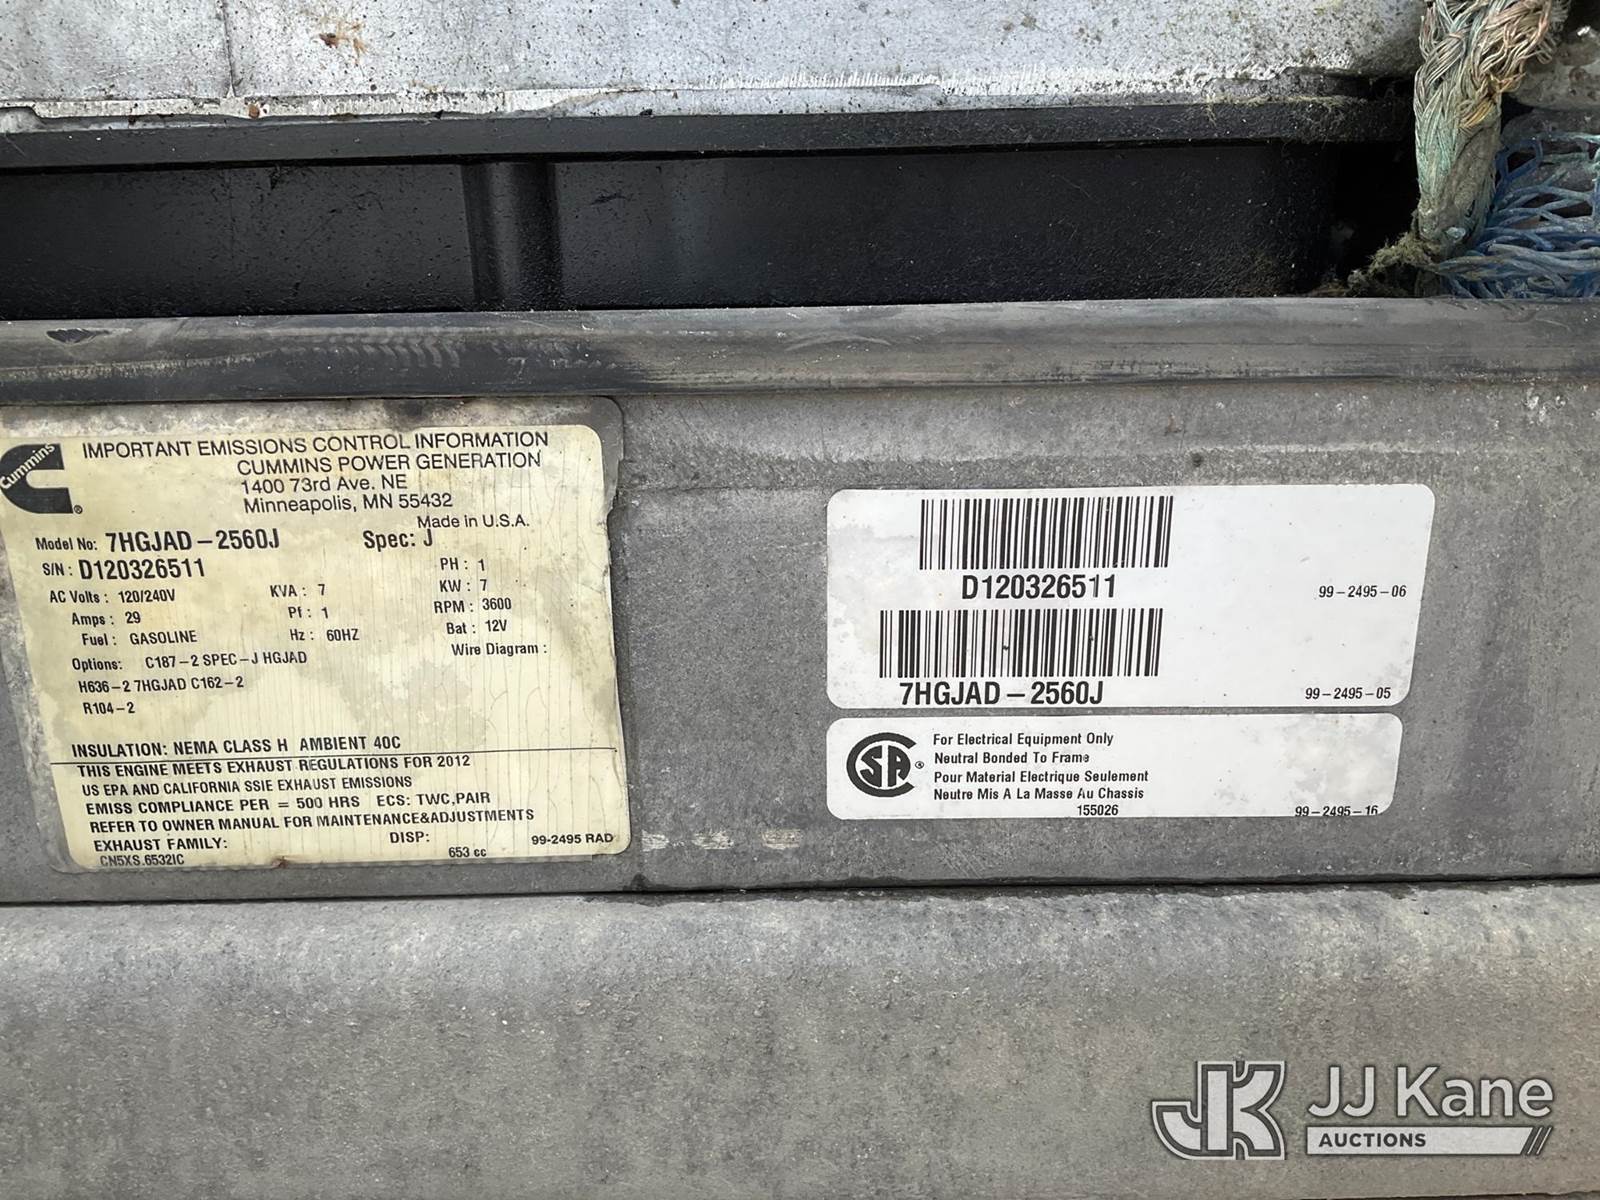 Cummins
IMPORTANT EMISSIONS CONTROL INFORMATION
CUMMINS POWER GENERATION
1400 73rd Ave. NE
Minneapolis, MN 55432
Made in U.S.A.
Model No: 7HGJAD-2560J Spec: J
S/N: D120326511 PH: 1
AC Volts: 120/240V KVA: 7 KW: 7
Amps: 29 Pf: 1 RPM: 3600
Fuel: GASOLINE Hz: 60HZ Bat: 12V
Options: C187-2 SPEC-J HGJAD Wire Diagram:
H636-2 7HGJAD C162-2
R104-2
INSULATION: NEMA CLASS H AMBIENT 40C
THIS ENGINE MEETS EXHAUST REGULATIONS FOR 2012
US EPA AND CALIFORNIA SSIE EXHAUST EMISSIONS
EMISS COMPLIANCE PER = 500 HRS ECS: TWC,PAIR
REFER TO OWNER MANUAL FOR MAINTENANCE&ADJUSTMENTS
EXHAUST FAMILY: DISP: 99-2495 RAD
CN5XS.6532IC 653 cc
D120326511 99-2495-06
7HGJAD-2560J 99-2495-05
SA ®
For Electrical Equipment Only
Neutral Bonded To Frame
Pour Material Electrique Seulement
Neutre Mis A La Masse Au Chassis
155026 99-2495-16
JK JJ Kane
AUCTIONS